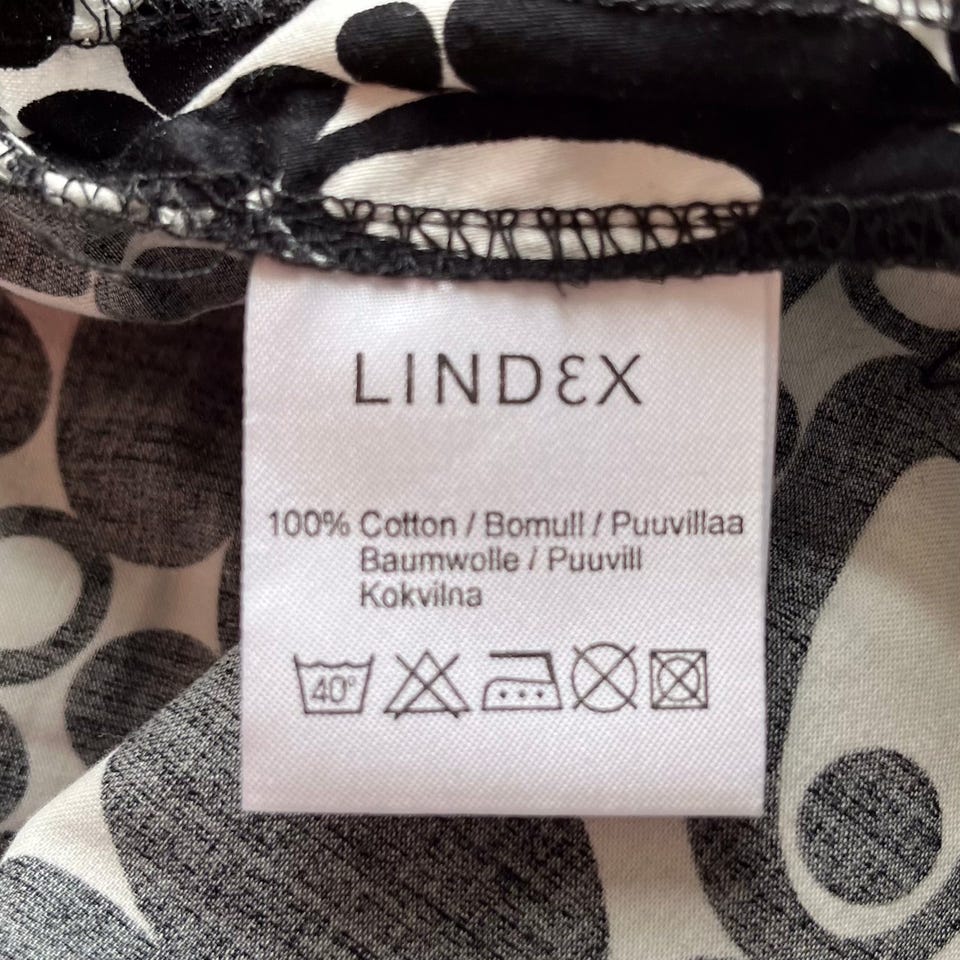 LINDEX
100% Cotton / Bomull / Puuvillaa
Baumwolle / Puuvill
Kokvilna
40°